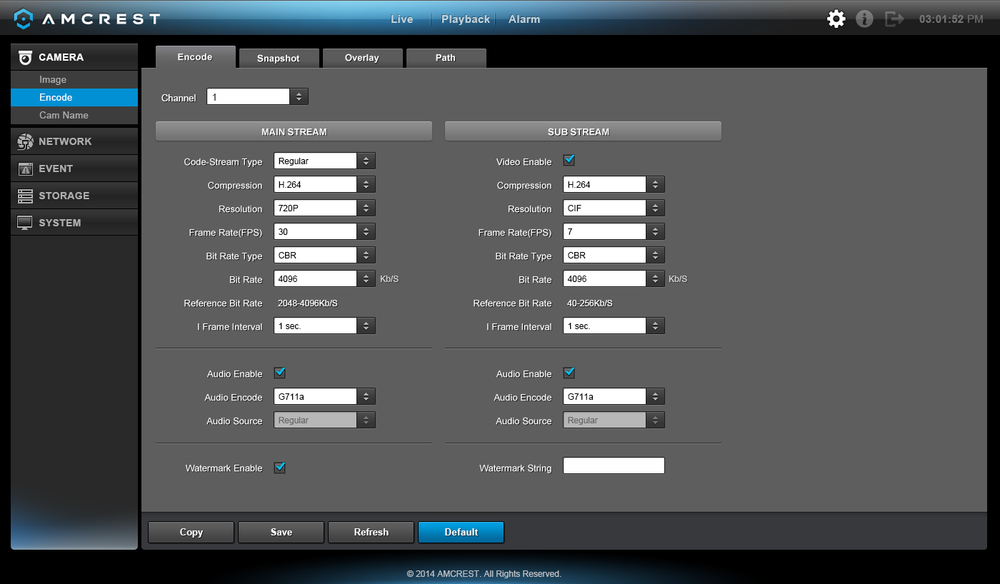 AMCREST Live Playback Alarm 03:01:52 PM
CAMERA
Image
Encode
Cam Name
NETWORK
EVENT
STORAGE
SYSTEM
Encode Snapshot Overlay Path
Channel 1
MAIN STREAM
Code-Stream Type Regular
Compression H.264
Resolution 720P
Frame Rate(FPS) 30
Bit Rate Type CBR
Bit Rate 4096 Kb/S
Reference Bit Rate 2048-4096Kb/S
I Frame Interval 1 sec.
Audio Enable
Audio Encode G711a
Audio Source Regular
Watermark Enable
SUB STREAM
Video Enable
Compression H.264
Resolution CIF
Frame Rate(FPS) 7
Bit Rate Type CBR
Bit Rate 4096 Kb/S
Reference Bit Rate 40-256Kb/S
I Frame Interval 1 sec.
Audio Enable
Audio Encode G711a
Audio Source Regular
Watermark String
Copy Save Refresh Default
© 2014 AMCREST. All Rights Reserved.